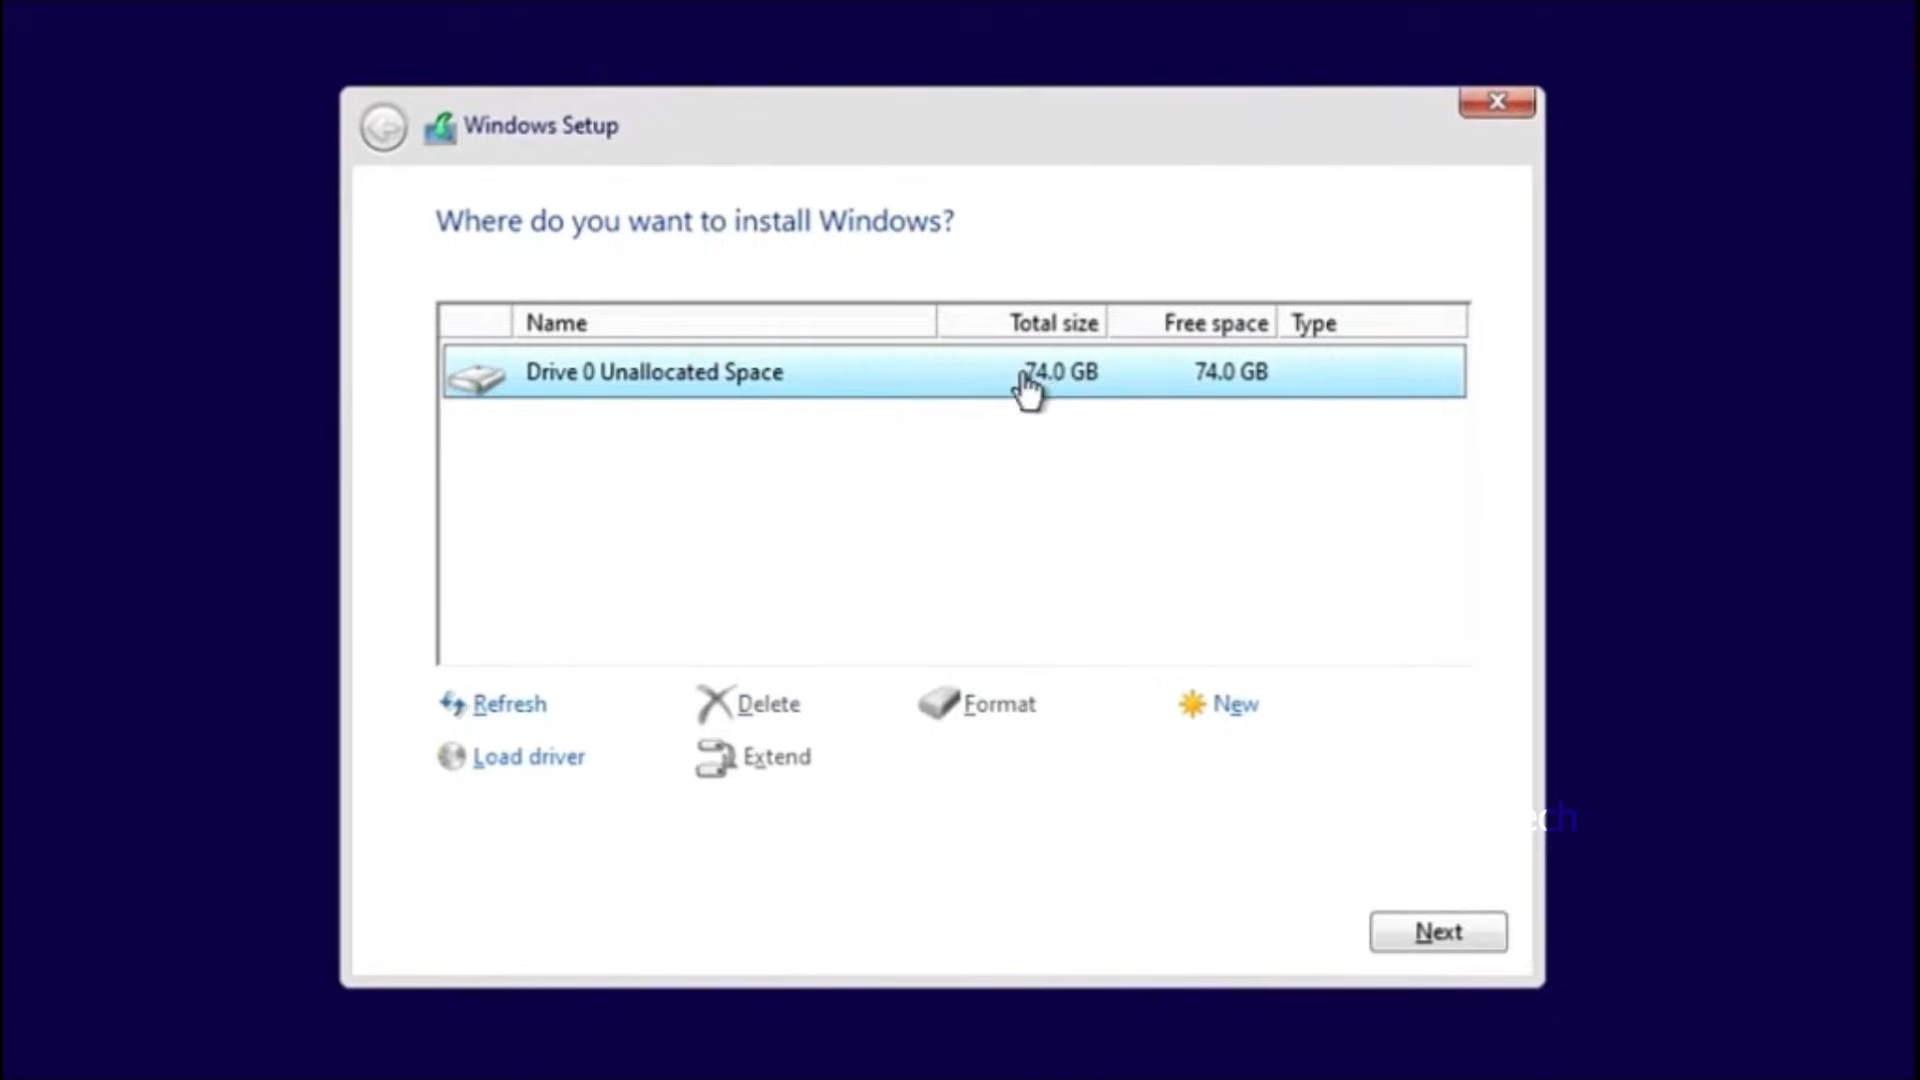 Windows Setup
Where do you want to install Windows?
Name Total size Free space Type
Drive 0 Unallocated Space 74.0 GB 74.0 GB
Refresh Delete Format New
Load driver Extend
ech
Next